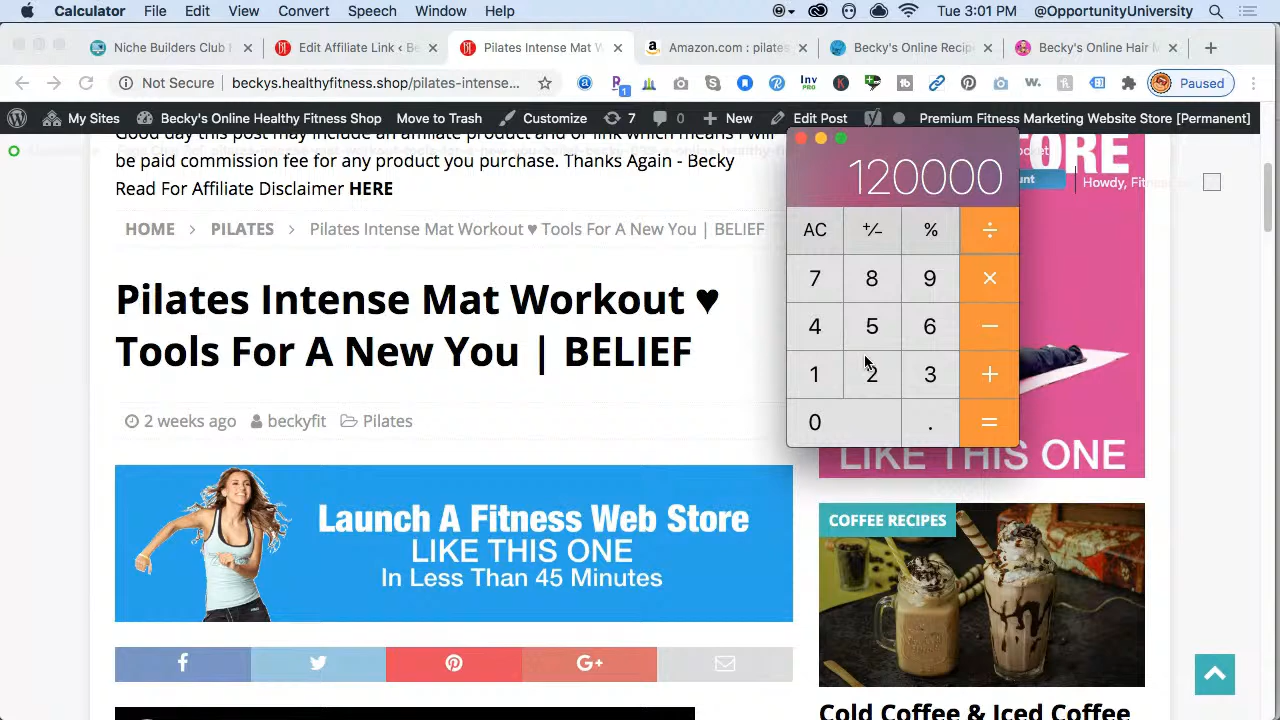 Calculator File Edit View Convert Speech Window Help Tue 3:01 PM @OpportunityUniversity
Niche Builders Club Edit Affiliate Link ‹ Be Pilates Intense Mat W Amazon.com : pilates Becky's Online Recip Becky's Online Hair
Not Secure beckys.healthyfitness.shop/pilates-intense... Paused
My Sites Becky's Online Healthy Fitness Shop Move to Trash Customize 7 0 New Edit Post Premium Fitness Marketing Website Store [Permanent]
Good day this post may include an affiliate product and or link which means I will
be paid commission fee for any product you purchase. Thanks Again - Becky
Read For Affiliate Disclaimer HERE
HOME > PILATES > Pilates Intense Mat Workout ♥ Tools For A New You | BELIEF
Pilates Intense Mat Workout ♥
Tools For A New You | BELIEF
2 weeks ago beckyfit Pilates
Launch A Fitness Web Store
LIKE THIS ONE
In Less Than 45 Minutes
f G+
120000
AC +/− % ÷
7 8 9 ×
4 5 6 −
1 2 3 +
0 . =
ORE
Howdy,
LIKE THIS ONE
COFFEE RECIPES
Cold Coffee & Iced Coffee